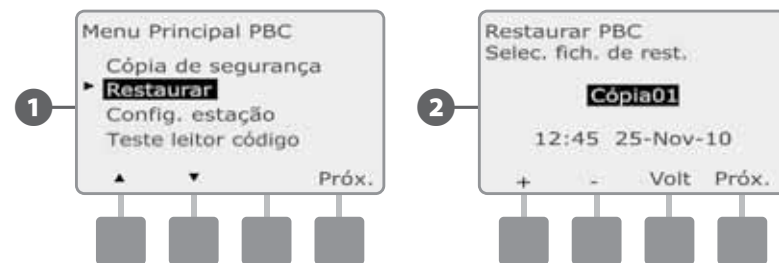 1
Menu Principal PBC
Cópia de segurança
Restaurar
Config. estação
Teste leitor código
Próx.
2
Restaurar PBC
Selec. fich. de rest.
Cópia01
12:45 25-Nov-10
+ - Volt Próx.